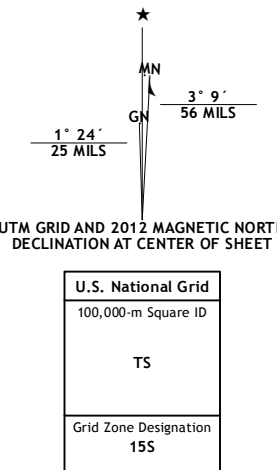 ★
MN
3° 9´
56 MILS
GN
1° 24´
25 MILS
UTM GRID AND 2012 MAGNETIC NORTH
DECLINATION AT CENTER OF SHEET
U.S. National Grid
100,000-m Square ID
TS
Grid Zone Designation
15S